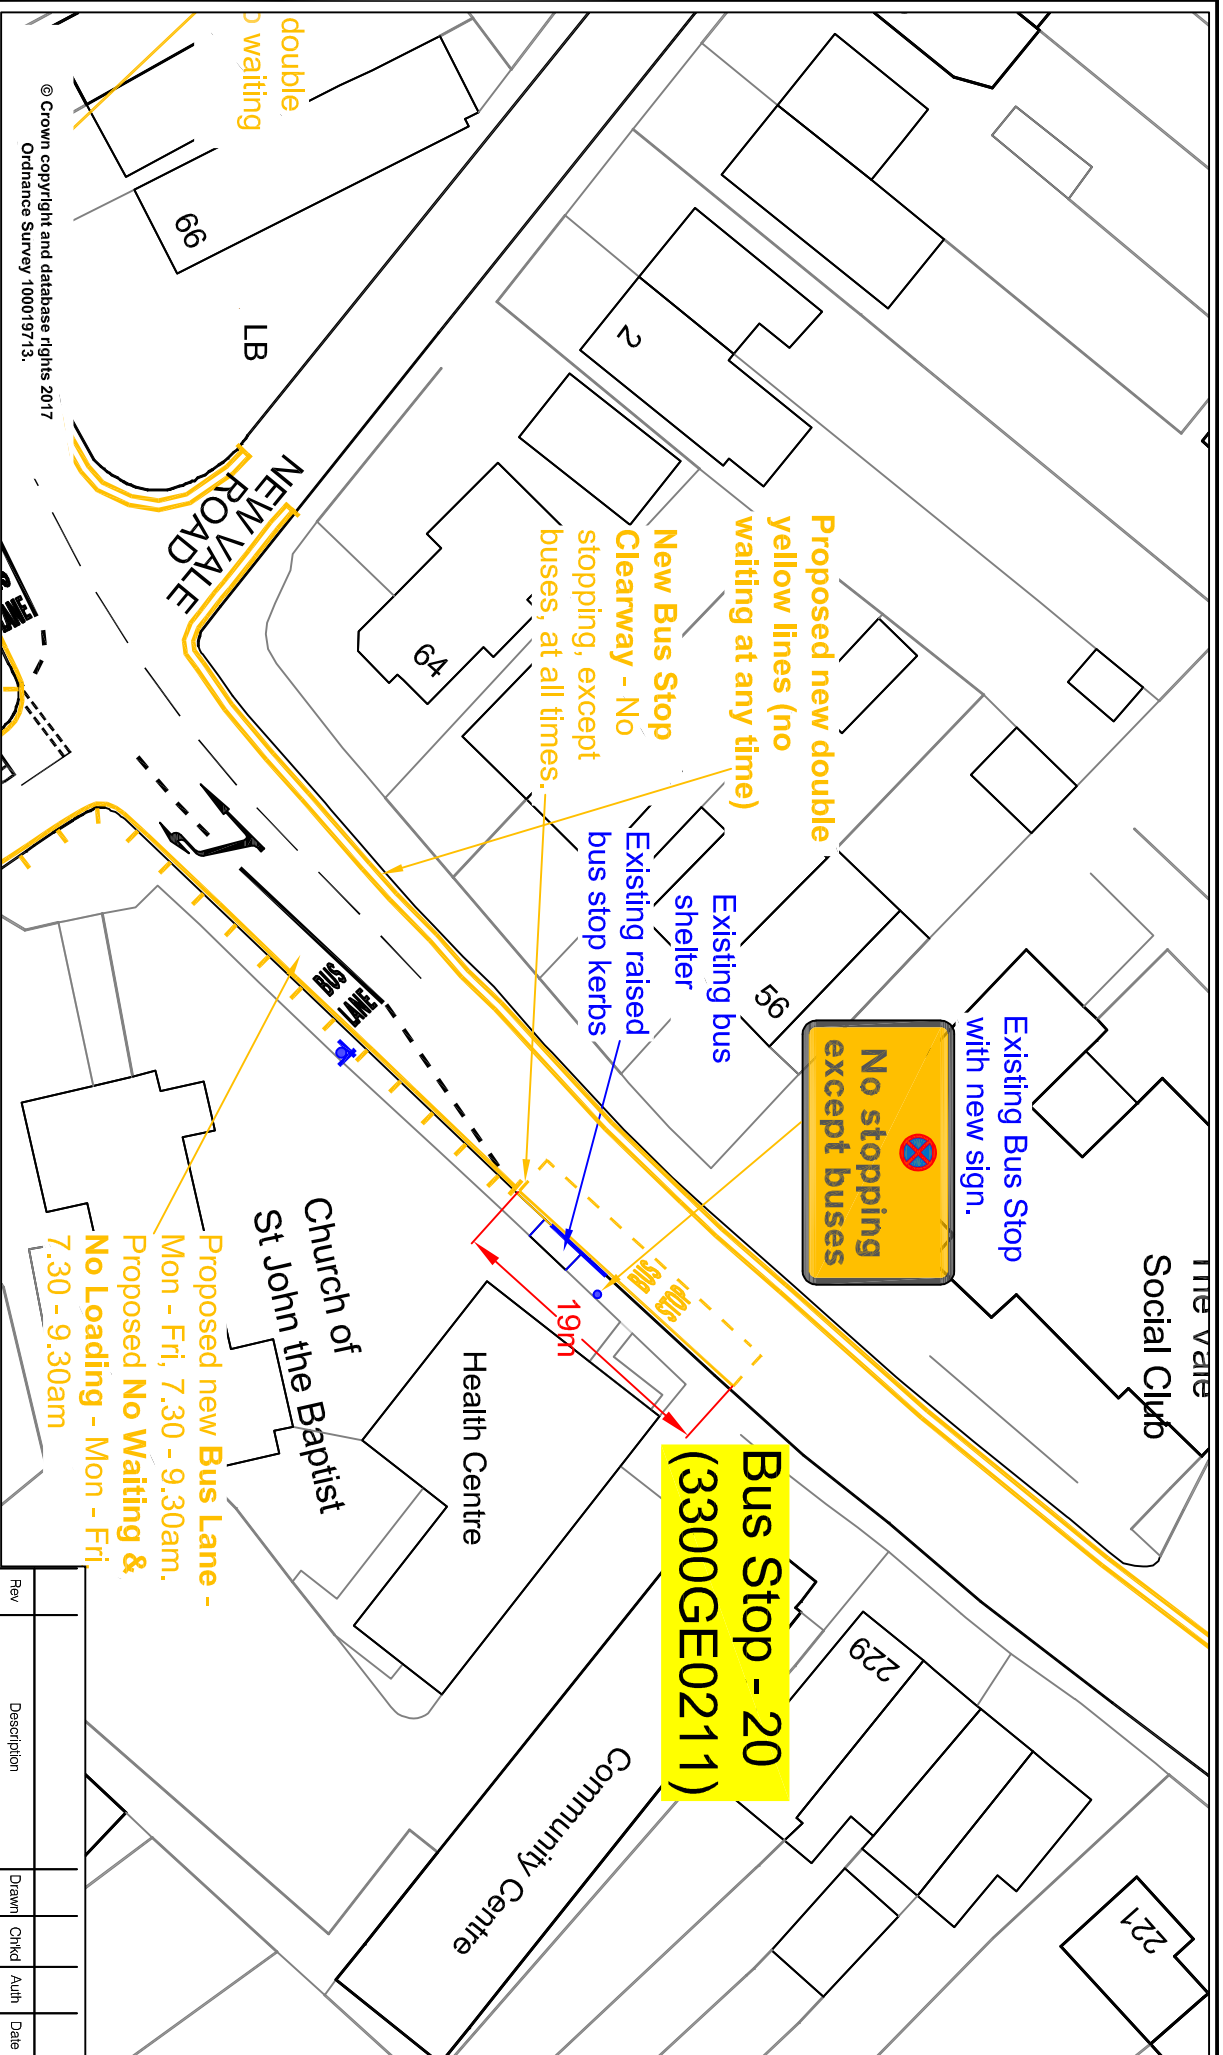 The Vale
Social Club
Existing Bus Stop
with new sign.
No stopping
except buses
Proposed new double
yellow lines (no
waiting at any time)
56
Existing bus
shelter
Existing raised
bus stop kerbs
New Bus Stop
Clearway - No
stopping, except
buses, at all times.
2
64
double
waiting
66
LB
NEW VALE
ROAD
LANE
BUS
LANE
BUS
STOP
19m
Bus Stop - 20
(3300GE0211)
229
221
Community Centre
Health Centre
Church of
St John the Baptist
Proposed new Bus Lane -
Mon - Fri, 7.30 - 9.30am.
Proposed No Waiting &
No Loading - Mon - Fri,
7.30 - 9.30am
© Crown copyright and database rights 2017
Ordnance Survey 100019713.
Rev
Description
Drawn
Ch'kd
Auth
Date